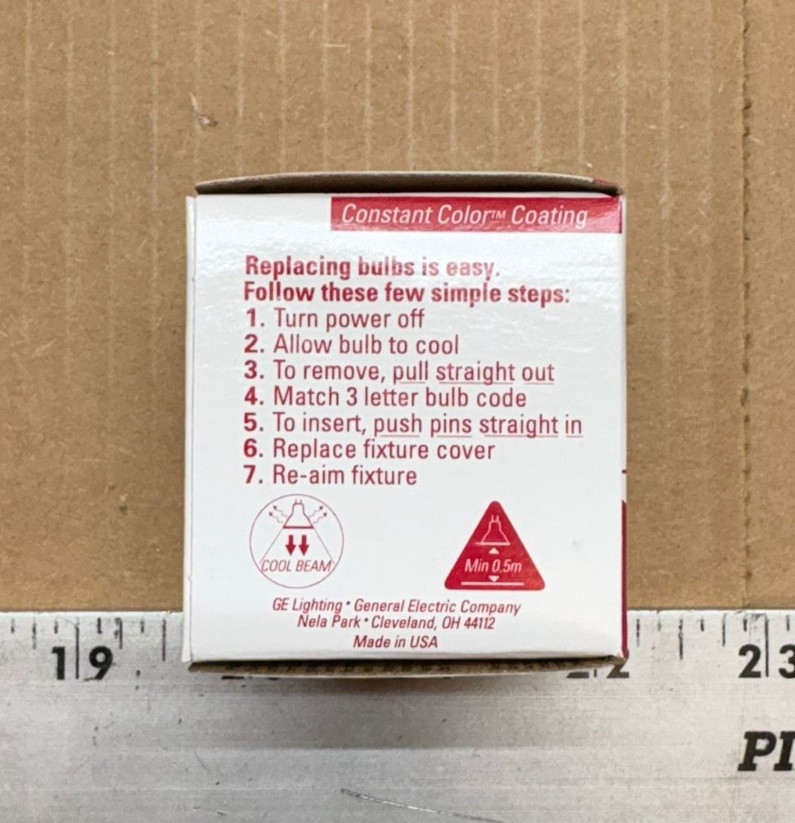 Constant Color™ Coating
Replacing bulbs is easy.
Follow these few simple steps:
1. Turn power off
2. Allow bulb to cool
3. To remove, pull straight out
4. Match 3 letter bulb code
5. To insert, push pins straight in
6. Replace fixture cover
7. Re-aim fixture
COOL BEAM
Min 0.5m
GE Lighting • General Electric Company
Nela Park • Cleveland, OH 44112
Made in USA
19
23
PI